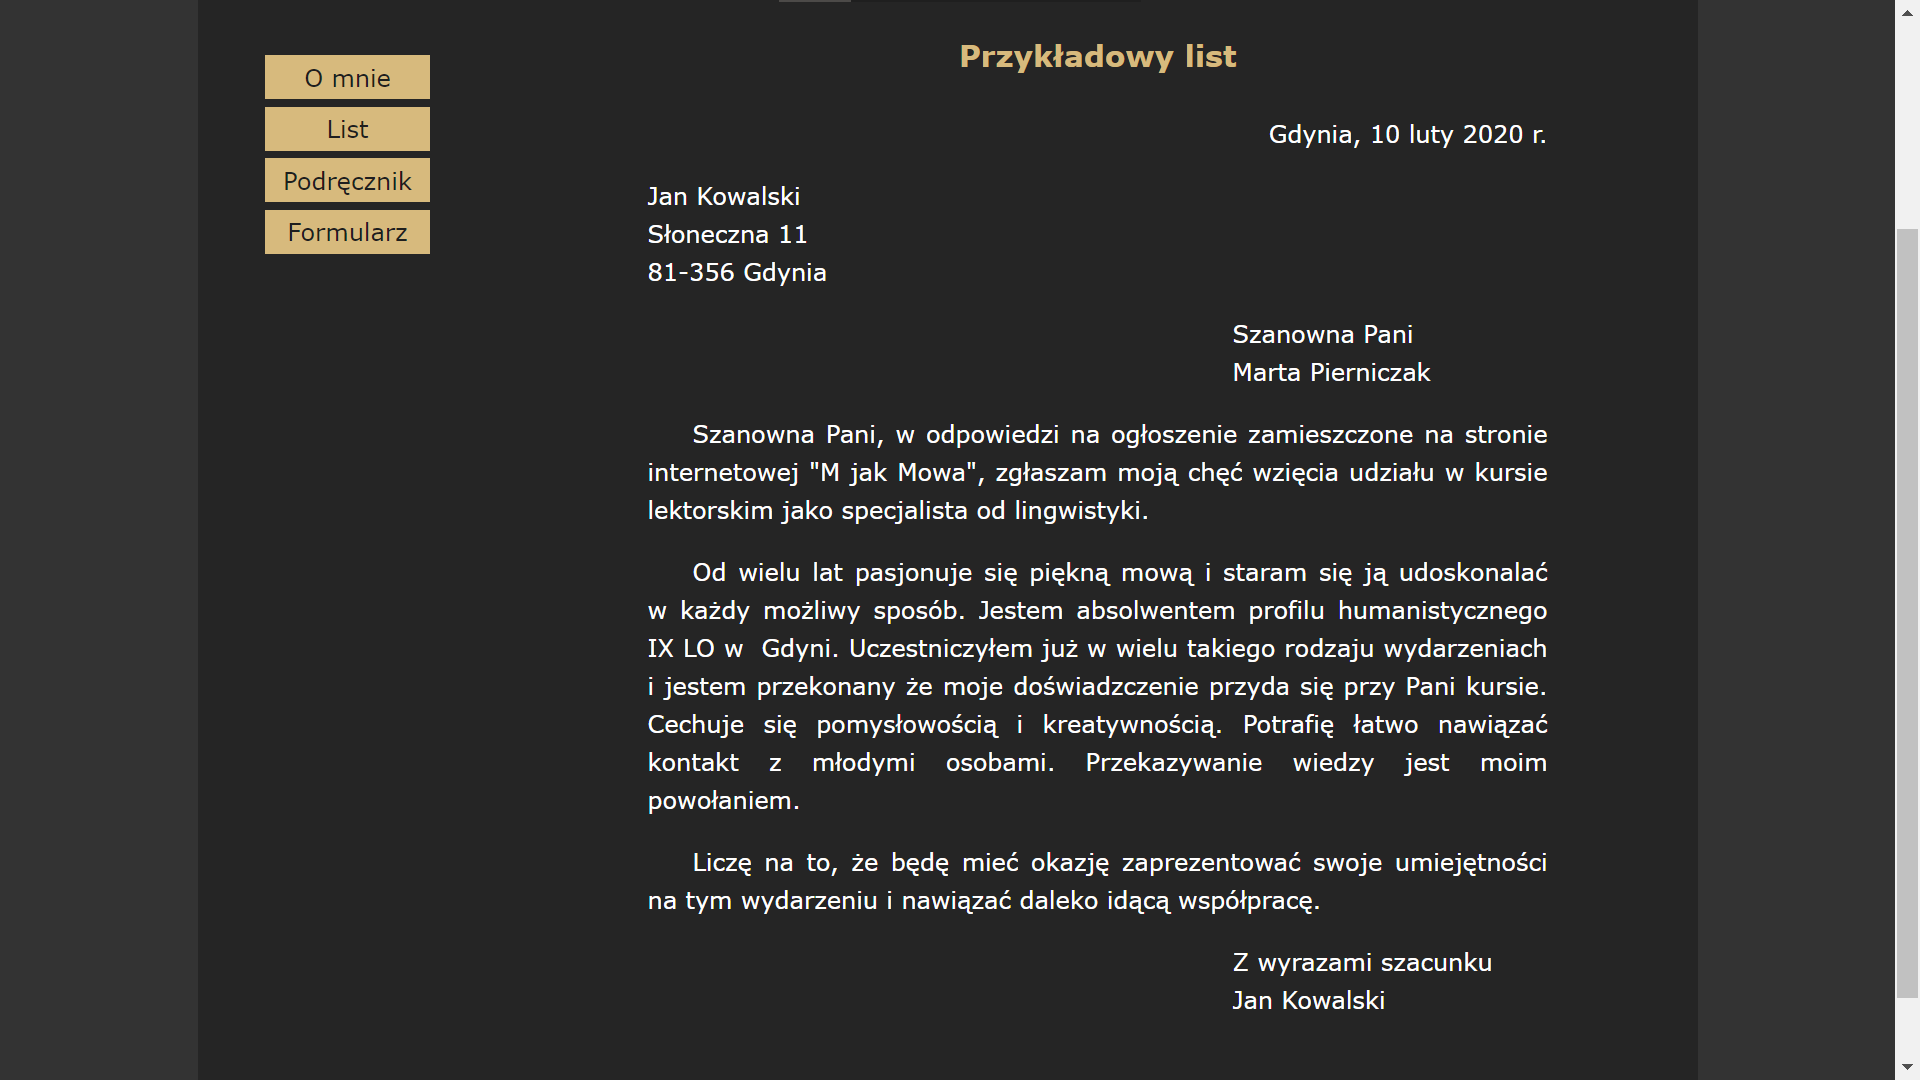 O mnie
List
Podręcznik
Formularz
Przykładowy list
Gdynia, 10 luty 2020 r.
Jan Kowalski
Słoneczna 11
81-356 Gdynia
Szanowna Pani
Marta Pierniczak
Szanowna Pani, w odpowiedzi na ogłoszenie zamieszczone na stronie
internetowej "M jak Mowa", zgłaszam moją chęć wzięcia udziału w kursie
lektorskim jako specjalista od lingwistyki.
Od wielu lat pasjonuje się piękną mową i staram się ją udoskonalać
w każdy możliwy sposób. Jestem absolwentem profilu humanistycznego
IX LO w  Gdyni. Uczestniczyłem już w wielu takiego rodzaju wydarzeniach
i jestem przekonany że moje doświadzczenie przyda się przy Pani kursie.
Cechuje się pomysłowością i kreatywnością. Potrafię łatwo nawiązać
kontakt z młodymi osobami. Przekazywanie wiedzy jest moim
powołaniem.
Liczę na to, że będę mieć okazję zaprezentować swoje umiejętności
na tym wydarzeniu i nawiązać daleko idącą współpracę.
Z wyrazami szacunku
Jan Kowalski